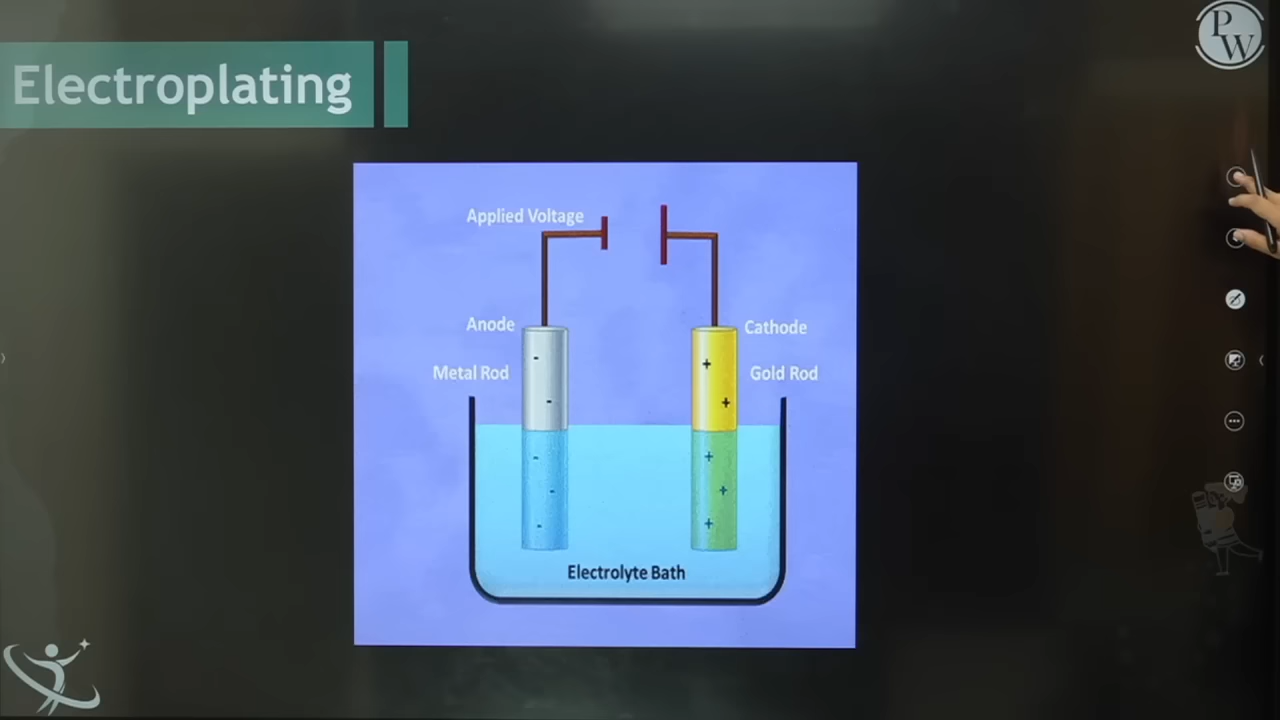 PW
Electroplating
Applied Voltage
Anode
Cathode
Metal Rod
Gold Rod
Electrolyte Bath